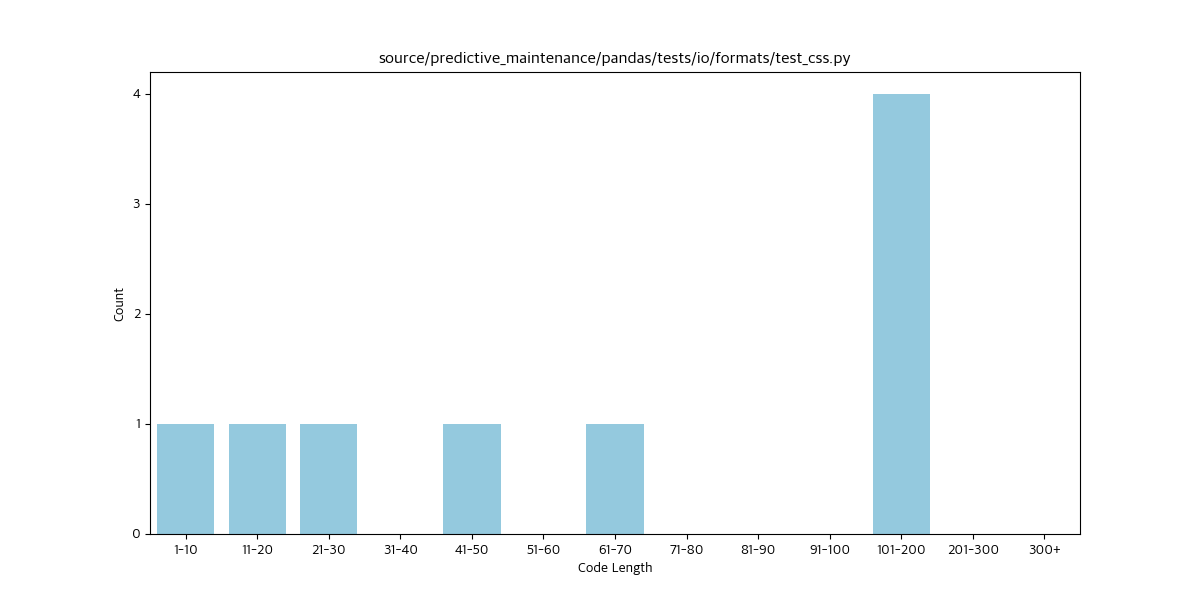 source/predictive_maintenance/pandas/tests/io/formats/test_css.py
4
3
2
1
0
Count
1-10 11-20 21-30 31-40 41-50 51-60 61-70 71-80 81-90 91-100 101-200 201-300 300+
Code Length